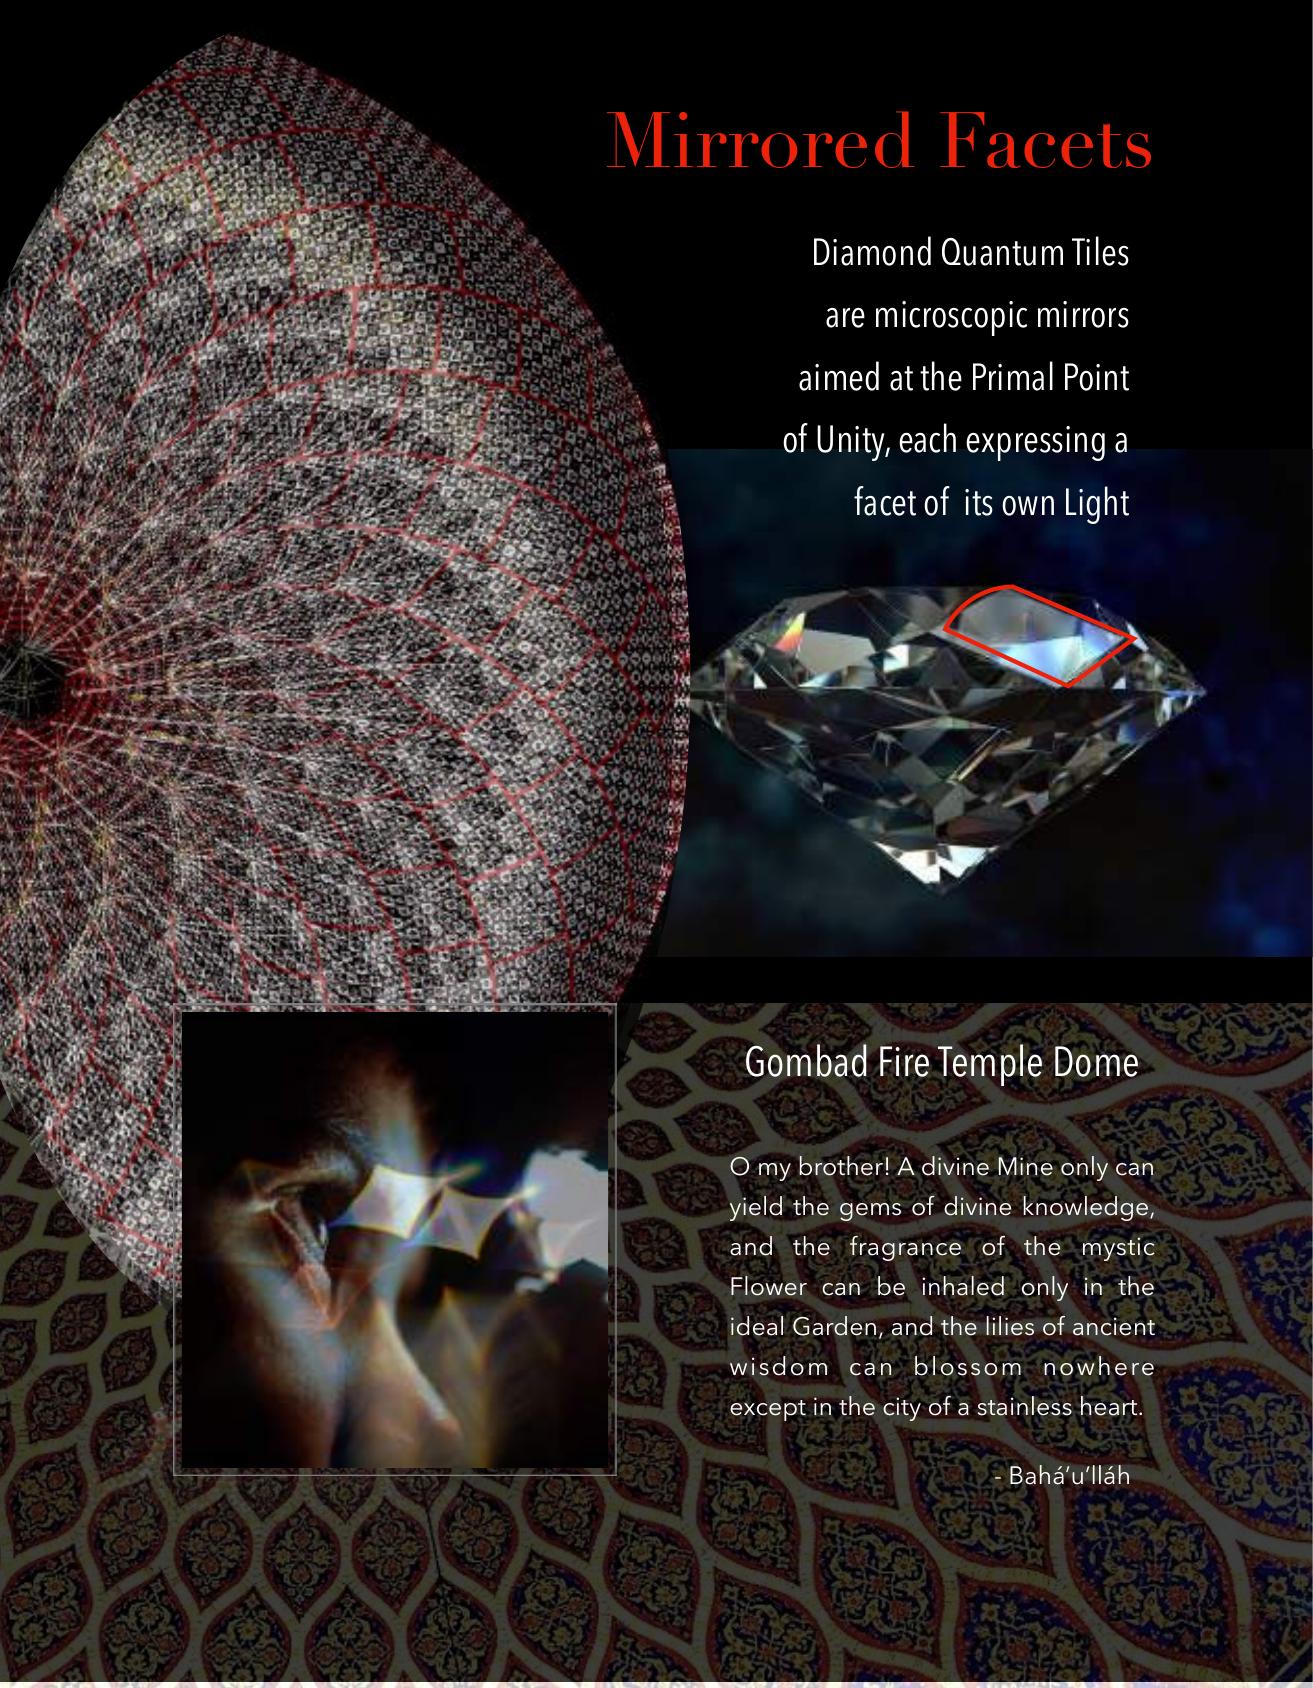 Mirrored Facets
Diamond Quantum Tiles
are microscopic mirrors
aimed at the Primal Point
of Unity, each expressing a
facet of  its own Light
Gombad Fire Temple Dome
O my brother! A divine Mine only can
yield the gems of divine knowledge,
and the fragrance of the mystic
Flower can be inhaled only in the
ideal Garden, and the lilies of ancient
wisdom can blossom nowhere
except in the city of a stainless heart.
- Bahá’u’lláh